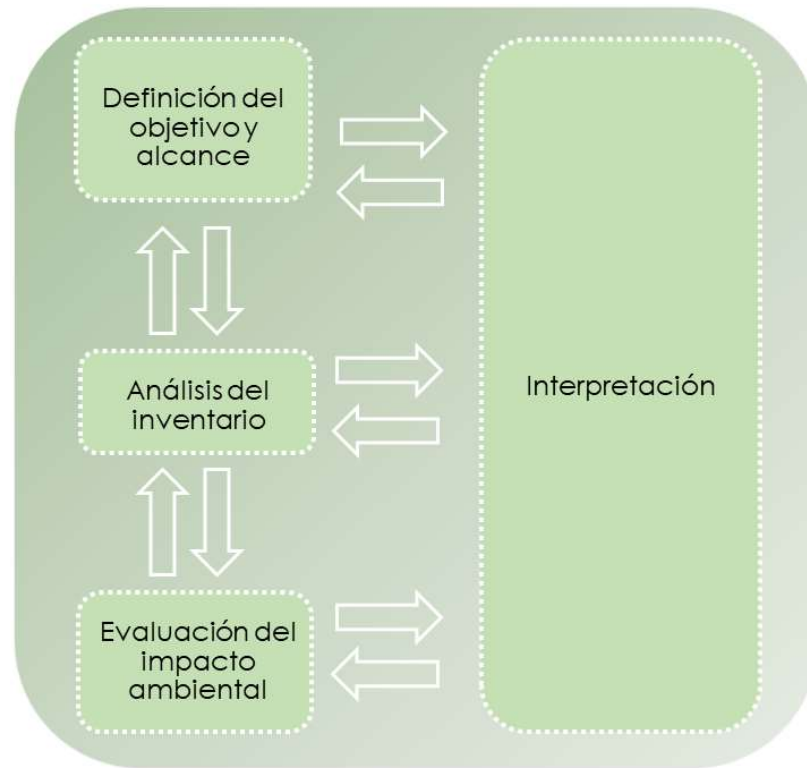 Definición del
objetivo y
alcance
Análisis del
inventario
Interpretación
Evaluación del
impacto
ambiental